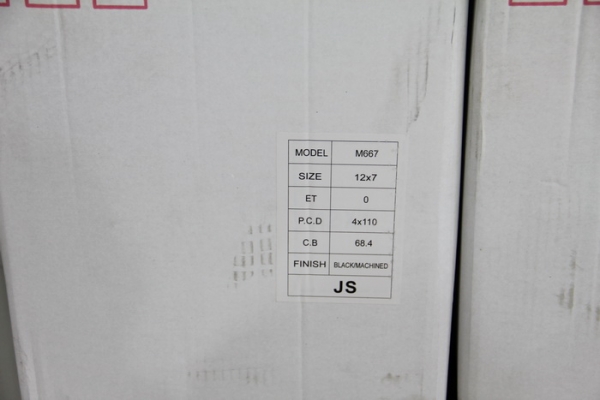 MODEL M667
SIZE 12x7
ET 0
P.C.D 4x110
C.B 68.4
FINISH BLACK/MACHINED
JS